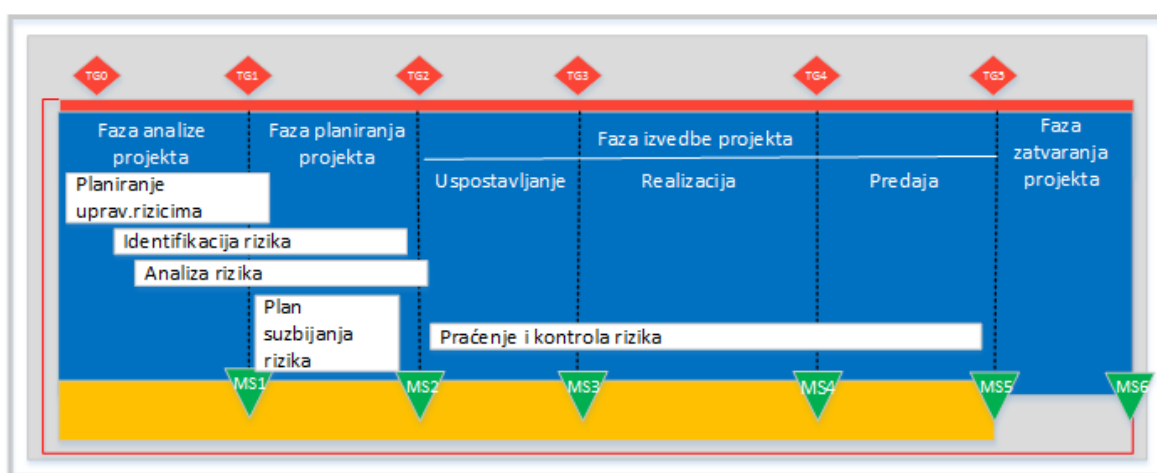 TG0 TG1 TG2 TG3 TG4 TG5
Faza analize
projekta
Faza planiranja
projekta
Faza izvedbe projekta
Uspostavljanje Realizacija Predaja
Faza
zatvaranja
projekta
Planiranje
uprav.rizicima
Identifikacija rizika
Analiza rizika
Plan
suzbijanja
rizika
Praćenje i kontrola rizika
MS1 MS2 MS3 MS4 MS5 MS6